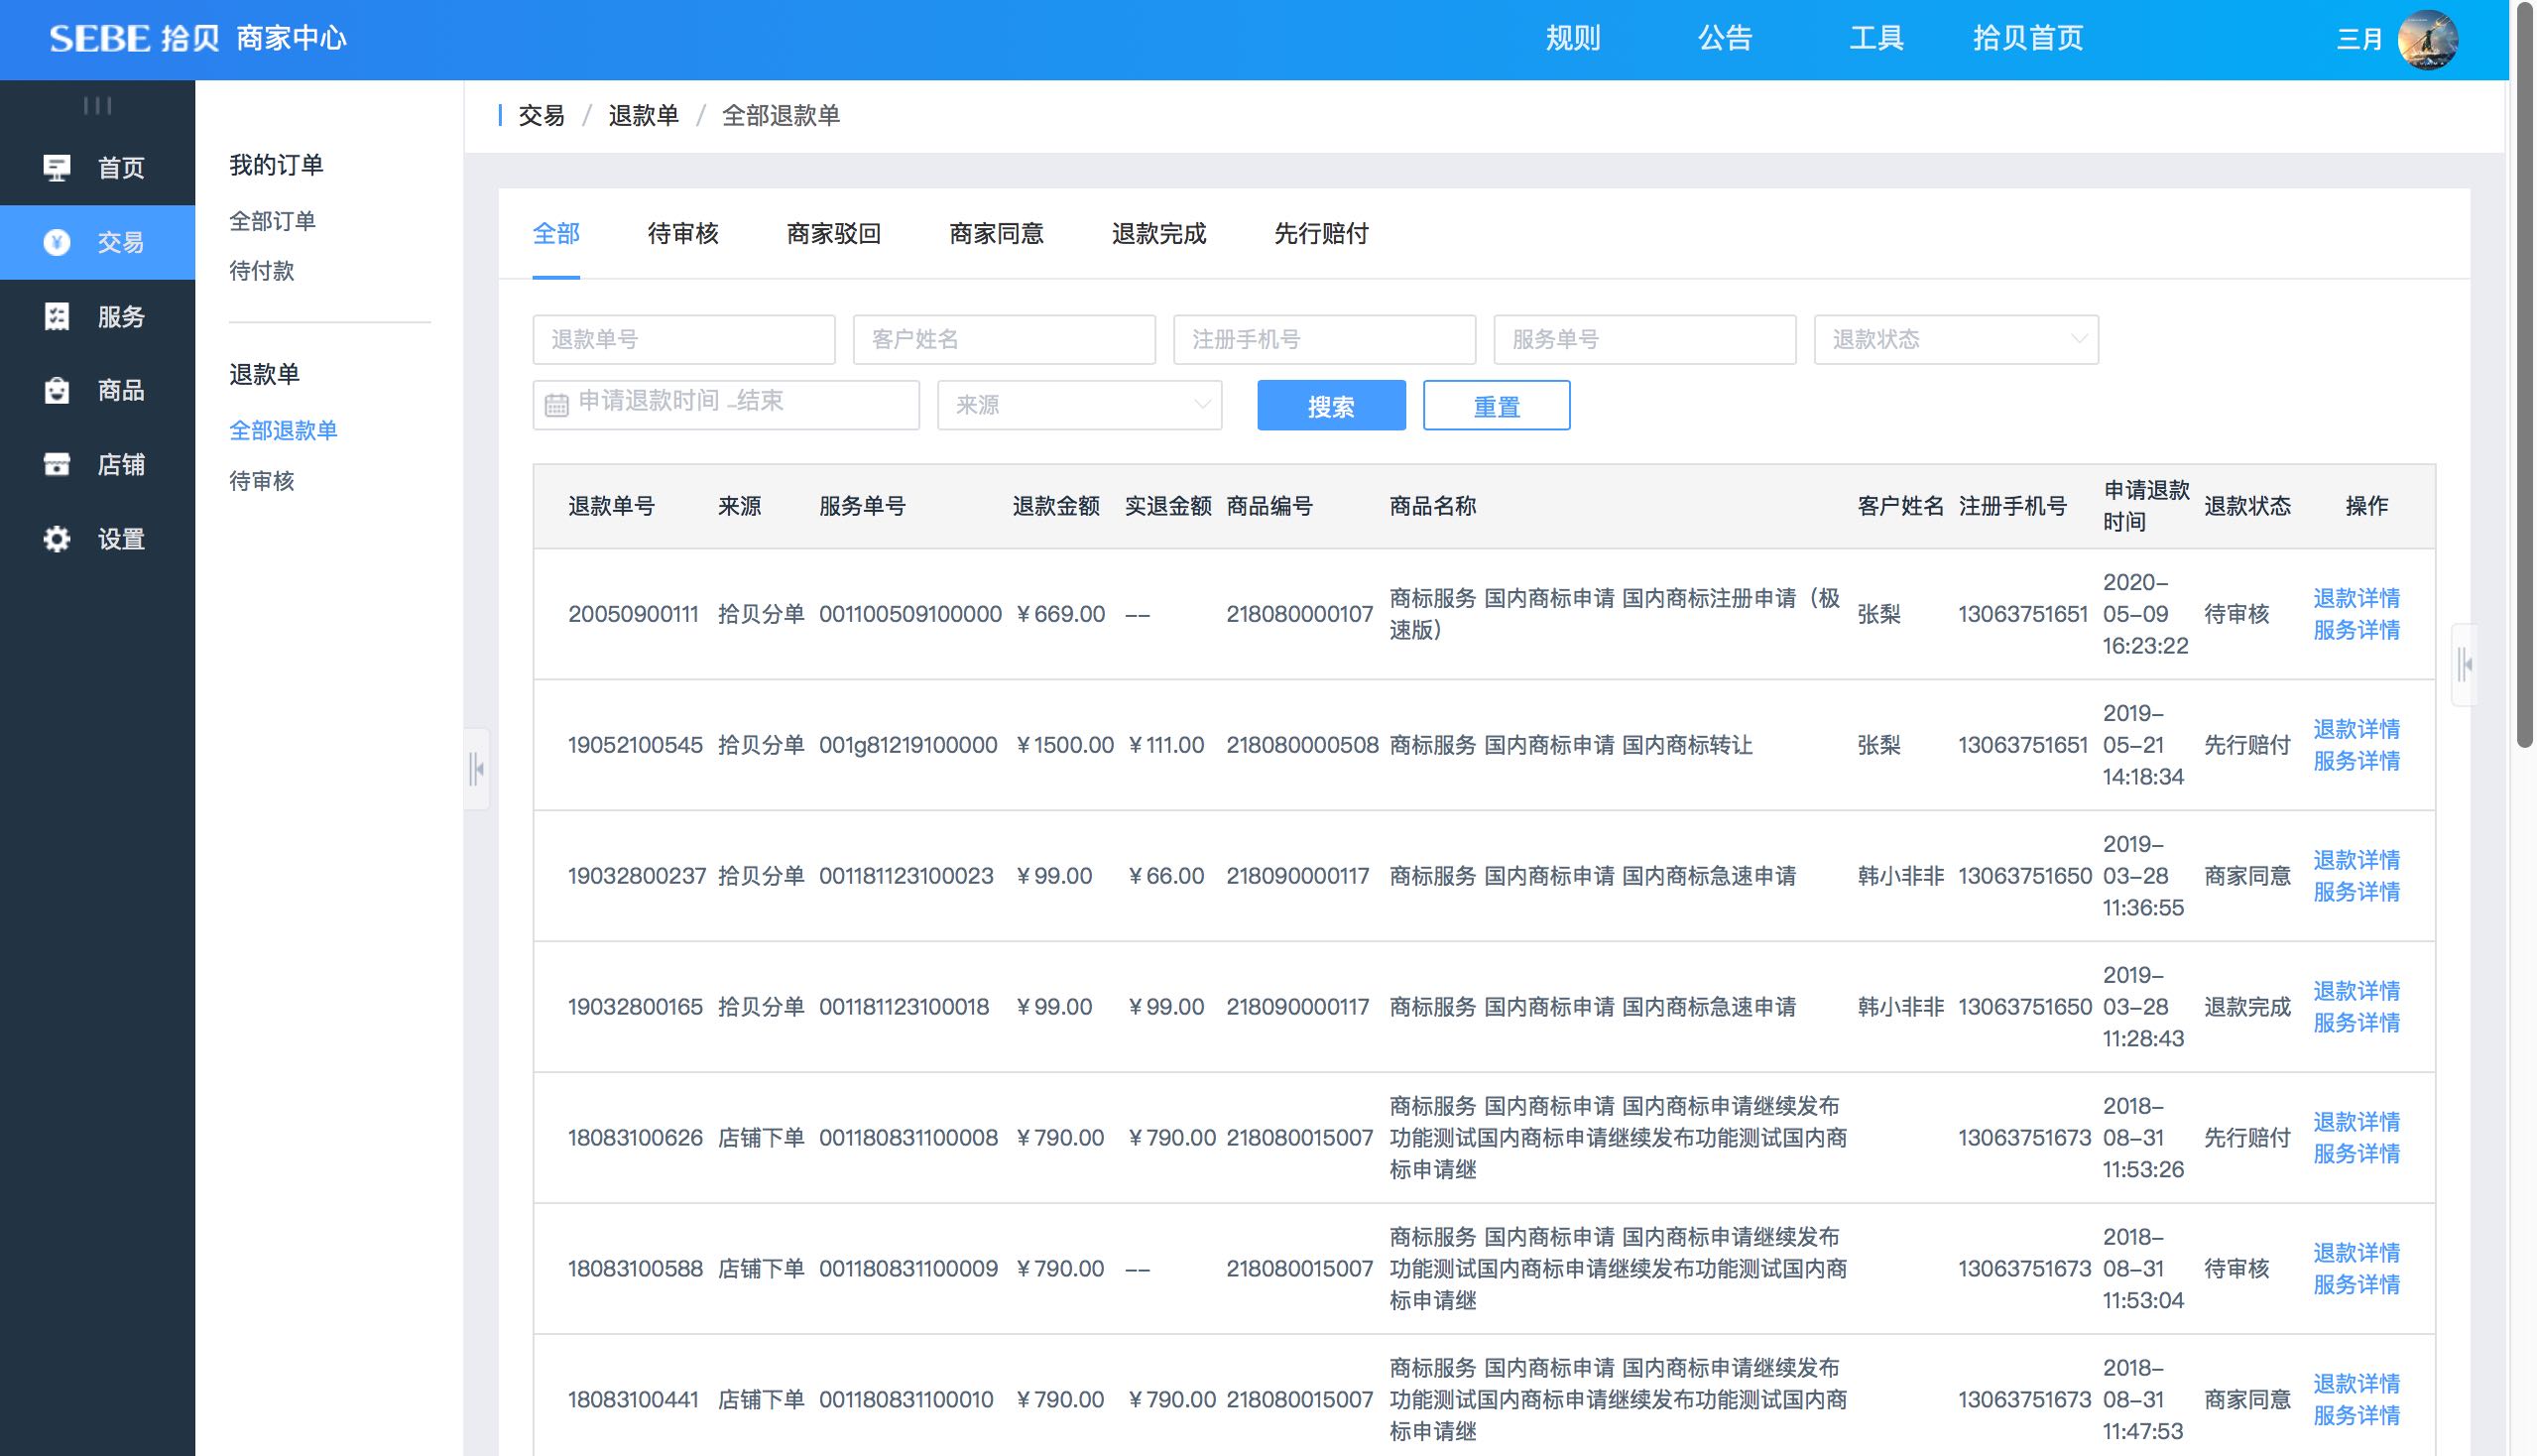 SEBE 拾贝 商家中心 规则 公告 工具 拾贝首页 三月
首页
交易
服务
商品
店铺
设置
我的订单
全部订单
待付款
退款单
全部退款单
待审核
交易 / 退款单 / 全部退款单
全部 待审核 商家驳回 商家同意 退款完成 先行赔付
退款单号 客户姓名 注册手机号 服务单号 退款状态
申请退款时间 -结束 来源 搜索 重置
退款单号 来源 服务单号 退款金额 实退金额 商品编号 商品名称 客户姓名 注册手机号 申请退款时间 退款状态 操作
20050900111 拾贝分单 001100509100000 ¥669.00 -- 218080000107 商标服务 国内商标申请 国内商标注册申请（极速版） 张梨 13063751651 2020-05-09 16:23:22 待审核 退款详情 服务详情
19052100545 拾贝分单 001g81219100000 ¥1500.00 ¥111.00 218080000508 商标服务 国内商标申请 国内商标转让 张梨 13063751651 2019-05-21 14:18:34 先行赔付 退款详情 服务详情
19032800237 拾贝分单 001181123100023 ¥99.00 ¥66.00 218090000117 商标服务 国内商标申请 国内商标急速申请 韩小非非 13063751650 2019-03-28 11:36:55 商家同意 退款详情 服务详情
19032800165 拾贝分单 001181123100018 ¥99.00 ¥99.00 218090000117 商标服务 国内商标申请 国内商标急速申请 韩小非非 13063751650 2019-03-28 11:28:43 退款完成 退款详情 服务详情
18083100626 店铺下单 001180831100008 ¥790.00 ¥790.00 218080015007 商标服务 国内商标申请 国内商标申请继续发布功能测试国内商标申请继续发布功能测试国内商标申请继 13063751673 2018-08-31 11:53:26 先行赔付 退款详情 服务详情
18083100588 店铺下单 001180831100009 ¥790.00 -- 218080015007 商标服务 国内商标申请 国内商标申请继续发布功能测试国内商标申请继续发布功能测试国内商标申请继 13063751673 2018-08-31 11:53:04 待审核 退款详情 服务详情
18083100441 店铺下单 001180831100010 ¥790.00 ¥790.00 218080015007 商标服务 国内商标申请 国内商标申请继续发布功能测试国内商标申请继续发布功能测试国内商标申请继 13063751673 2018-08-31 11:47:53 商家同意 退款详情 服务详情